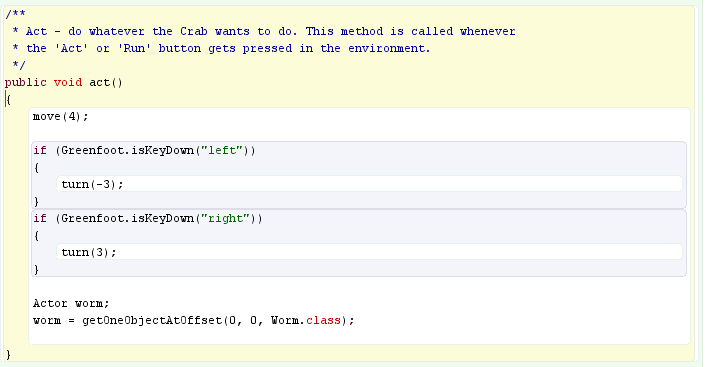 /**
 * Act - do whatever the Crab wants to do. This method is called whenever
 * the 'Act' or 'Run' button gets pressed in the environment.
 */
public void act()
{
    move(4);

    if (Greenfoot.isKeyDown("left"))
    {
        turn(-3);
    }
    if (Greenfoot.isKeyDown("right"))
    {
        turn(3);
    }

    Actor worm;
    worm = getOneObjectAtOffset(0, 0, Worm.class);

}